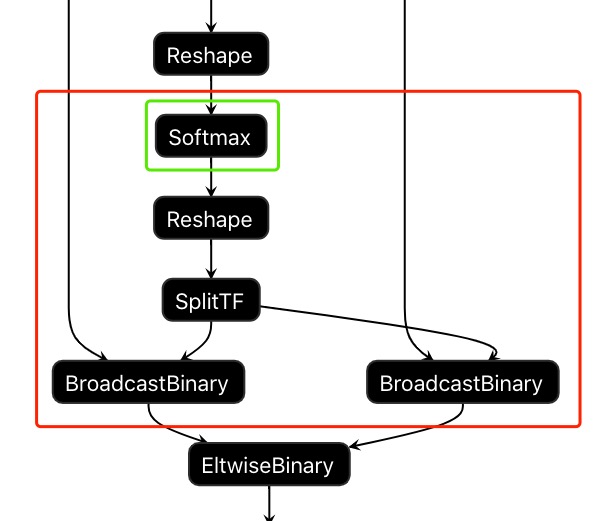 Reshape
Softmax
Reshape
SplitTF
BroadcastBinary
BroadcastBinary
EltwiseBinary